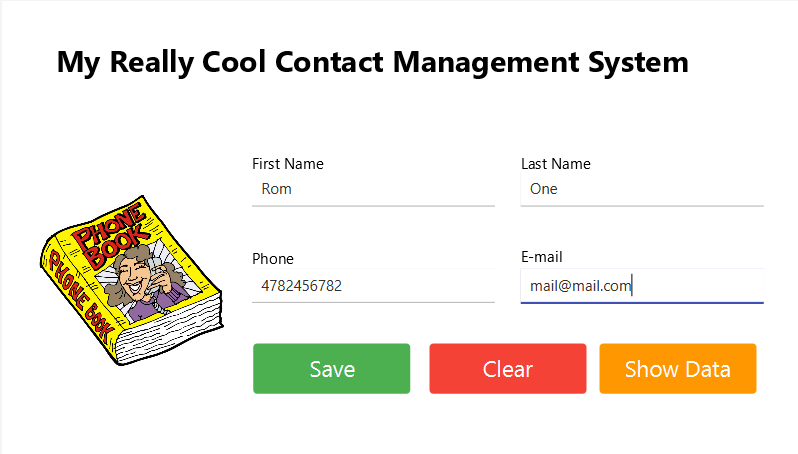 My Really Cool Contact Management System
First Name
Last Name
Rom
One
PHONE
BOOK
PHONE BOOK
Phone
E-mail
4782456782
mail@mail.com
Save
Clear
Show Data